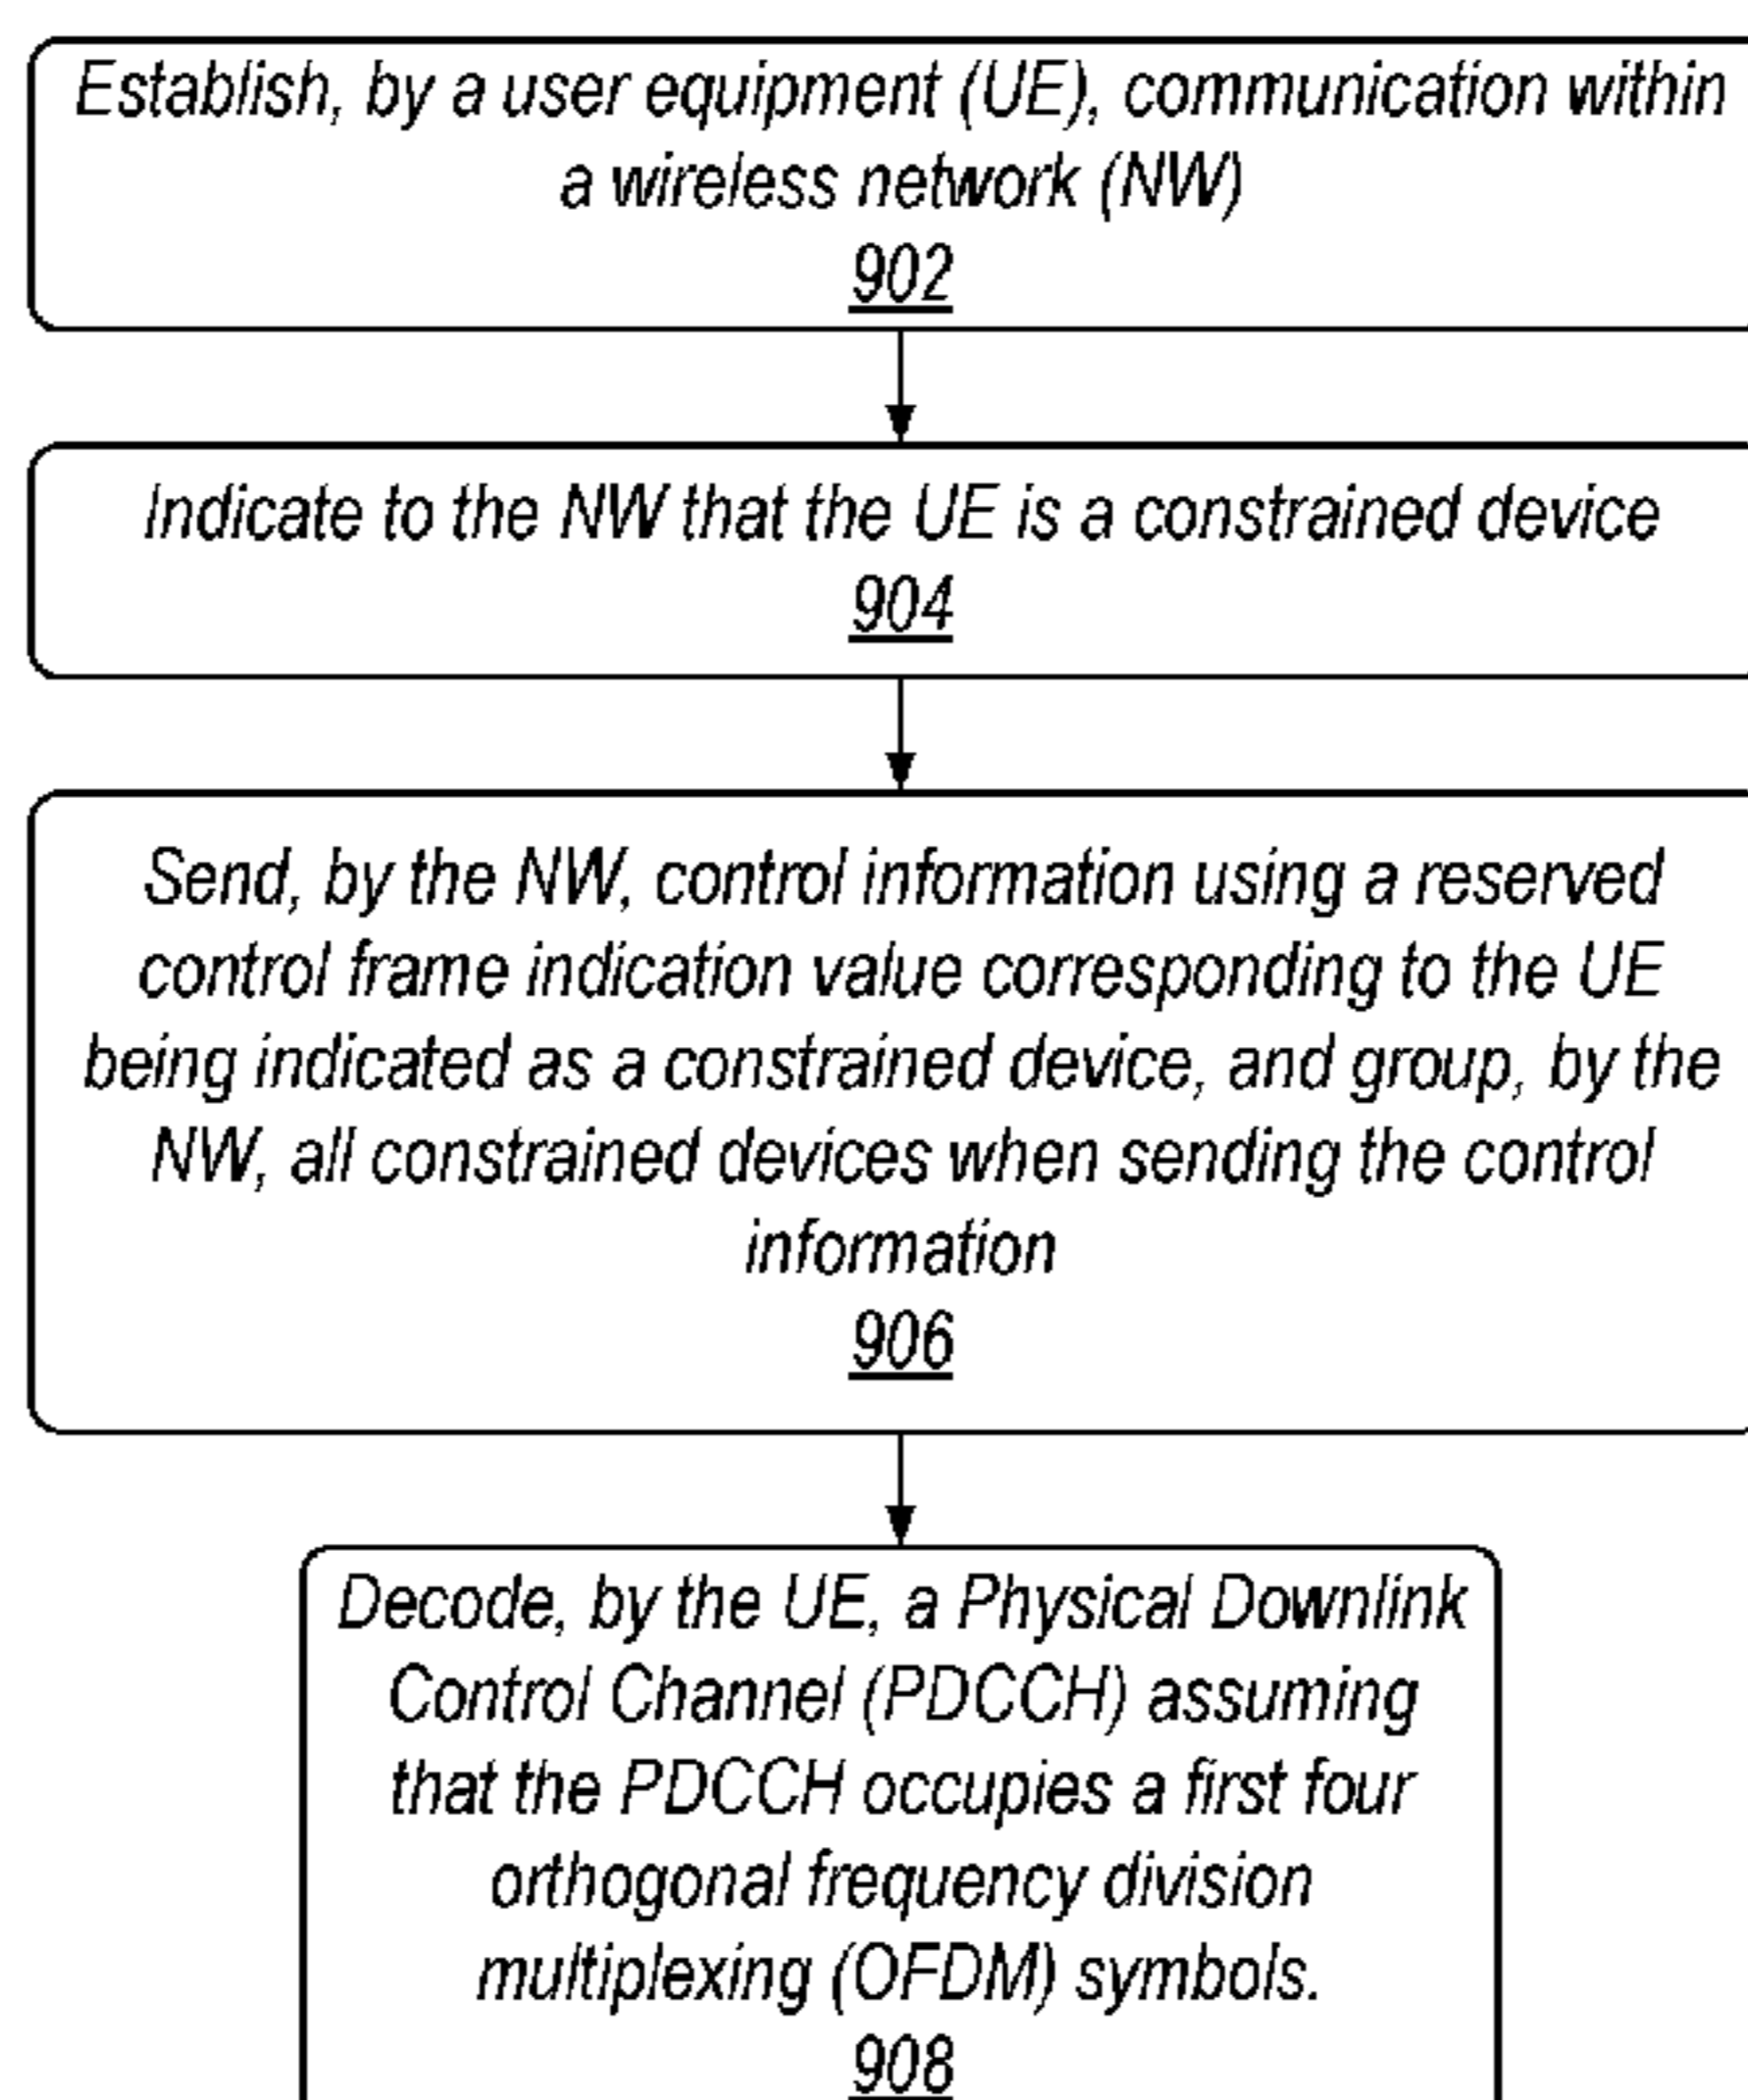 Establish, by a user equipment (UE), communication within
a wireless network (NW)
902
Indicate to the NW that the UE is a constrained device
904
Send, by the NW, control information using a reserved
control frame indication value corresponding to the UE
being indicated as a constrained device, and group, by the
NW, all constrained devices when sending the control
information
906
Decode, by the UE, a Physical Downlink
Control Channel (PDCCH) assuming
that the PDCCH occupies a first four
orthogonal frequency division
multiplexing (OFDM) symbols.
908